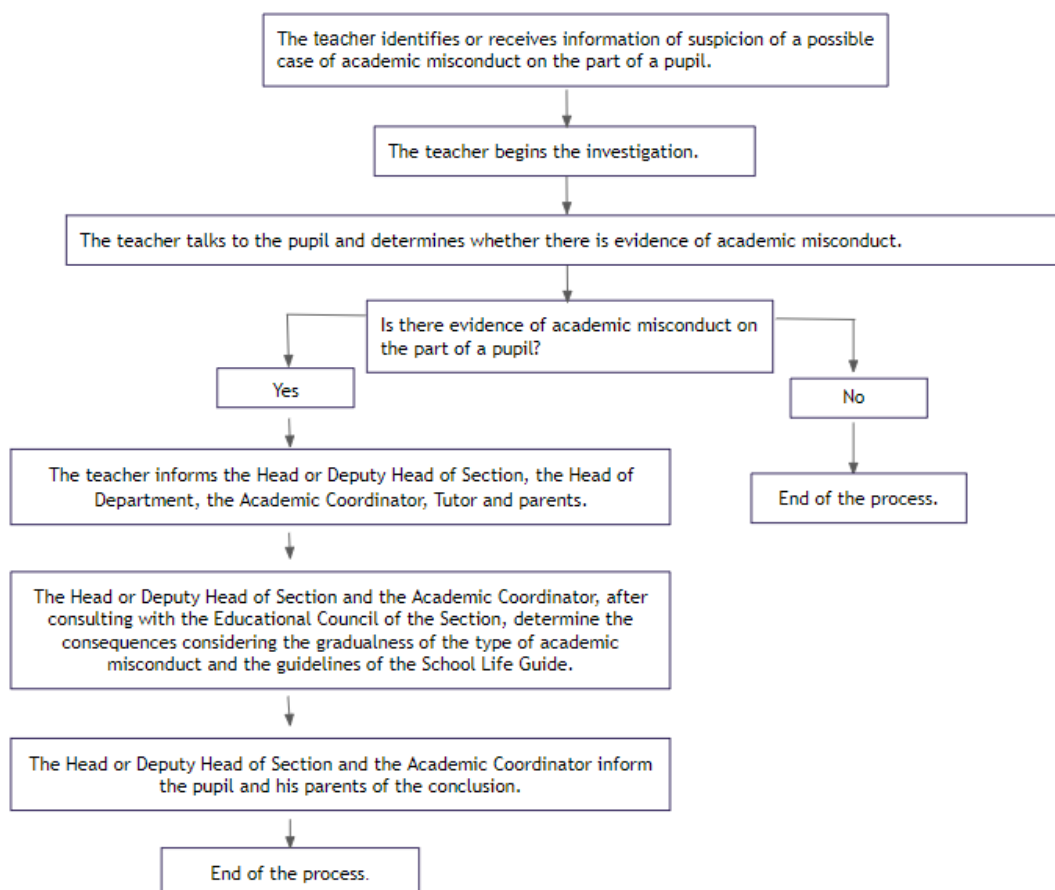 The teacher identifies or receives information of suspicion of a possible
case of academic misconduct on the part of a pupil.
The teacher begins the investigation.
The teacher talks to the pupil and determines whether there is evidence of academic misconduct.
Is there evidence of academic misconduct on
the part of a pupil?
Yes
No
The teacher informs the Head or Deputy Head of Section, the Head of
Department, the Academic Coordinator, Tutor and parents.
End of the process.
The Head or Deputy Head of Section and the Academic Coordinator, after
consulting with the Educational Council of the Section, determine the
consequences considering the gradualness of the type of academic
misconduct and the guidelines of the School Life Guide.
The Head or Deputy Head of Section and the Academic Coordinator inform
the pupil and his parents of the conclusion.
End of the process.